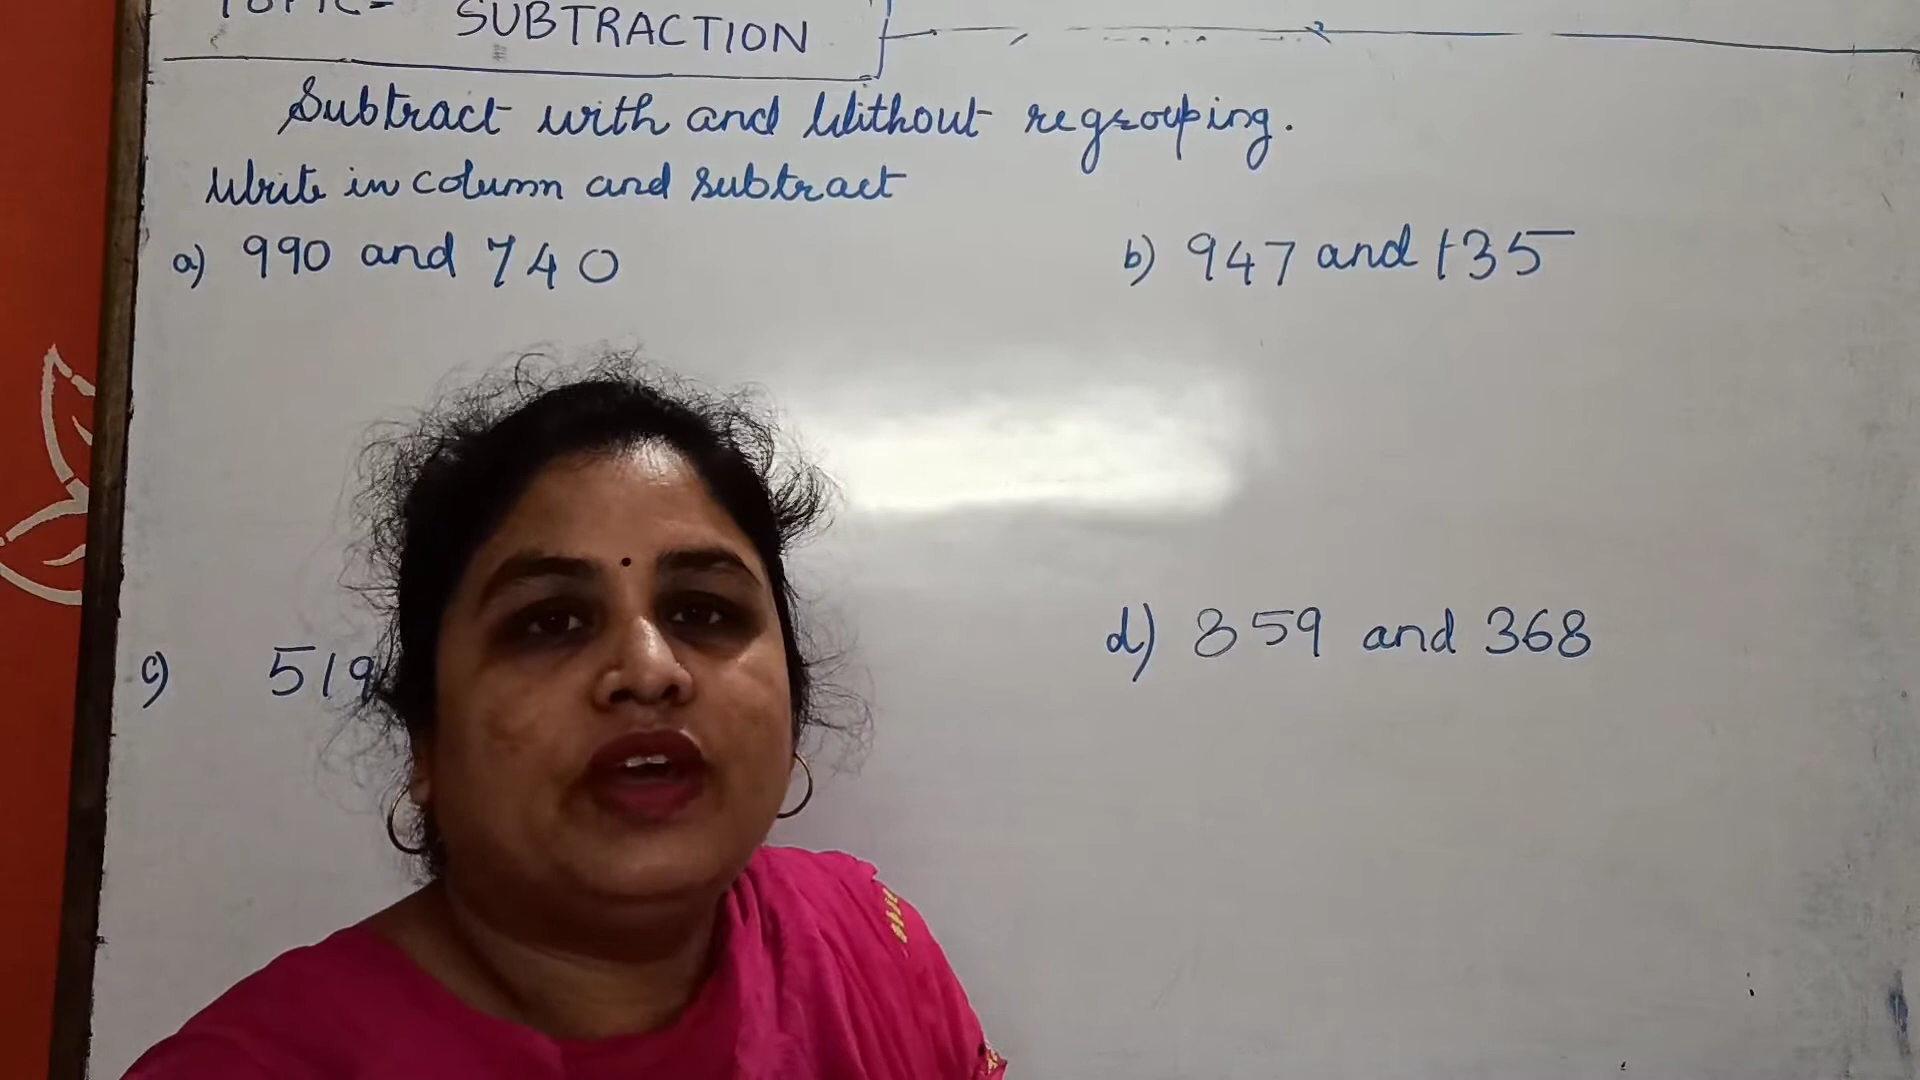 TOPIC= SUBTRACTION
Subtract with and Without regrouping.
Write in column and subtract
a) 990 and 740
b) 947 and 135
c) 519
d) 859 and 368